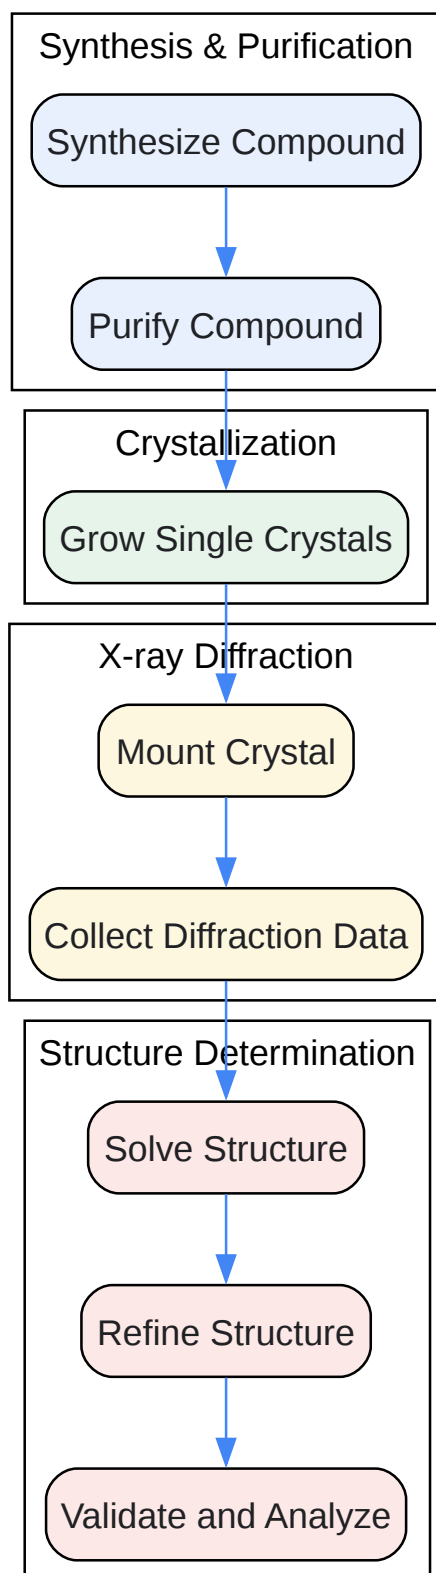 Synthesis & Purification
Synthesize Compound
Purify Compound
Crystallization
Grow Single Crystals
X-ray Diffraction
Mount Crystal
Collect Diffraction Data
Structure Determination
Solve Structure
Refine Structure
Validate and Analyze